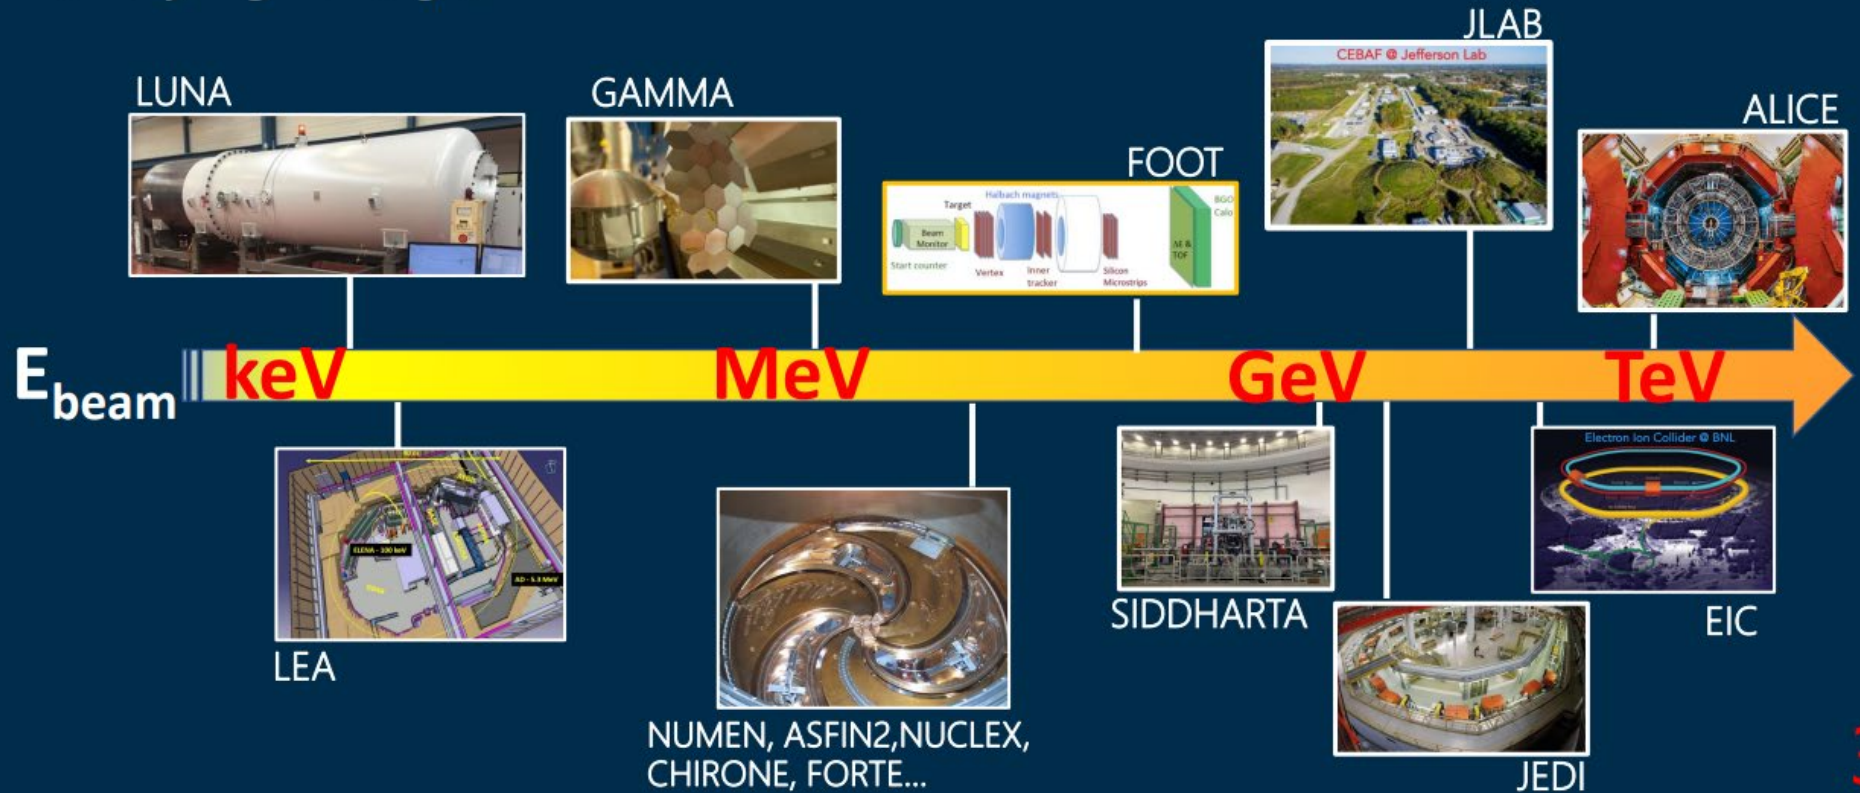 JLAB
CEBAF @ Jefferson Lab
LUNA
GAMMA
ALICE
FOOT
Halbach magnets
Target
BGO
Calo
Beam
Monitor
ΔE &
TOF
Start counter
Vertex
Inner
tracker
Silicon
Microstrips
E beam
keV
MeV
GeV
TeV
Electron Ion Collider @ BNL
ELENA - 100 keV
AD - 5.3 MeV
SIDDHARTA
EIC
LEA
NUMEN, ASFIN2,NUCLEX,
CHIRONE, FORTE...
JEDI